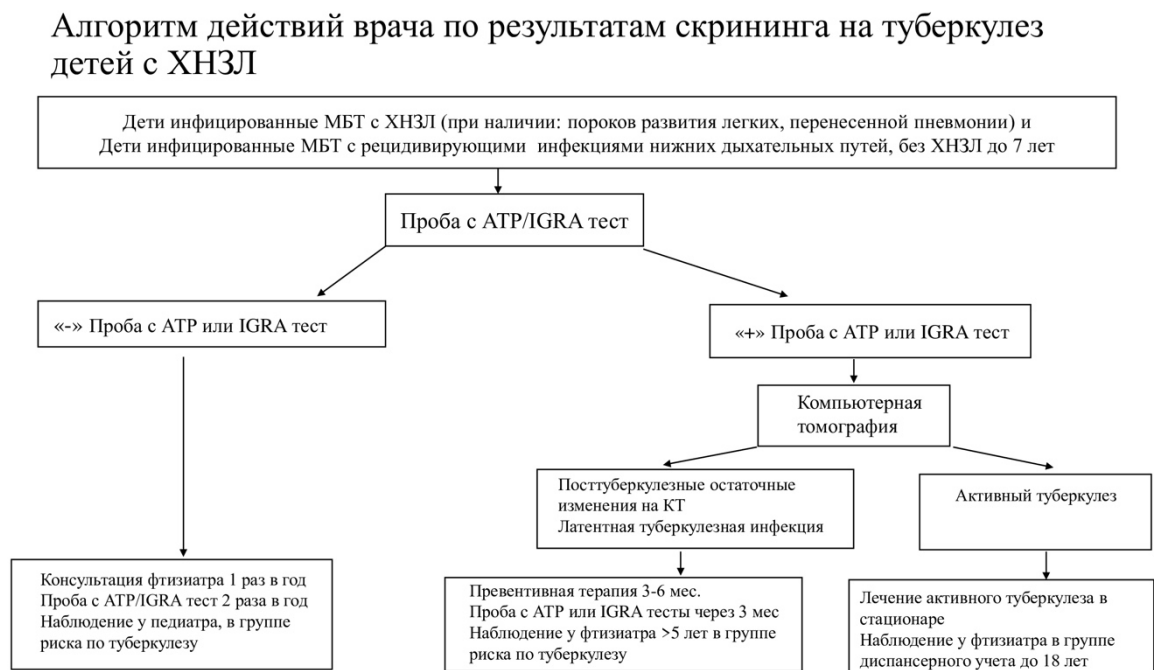 Алгоритм действий врача по результатам скрининга на туберкулез
детей с ХНЗЛ
Дети инфицированные МБТ с ХНЗЛ (при наличии: пороков развития легких, перенесенной пневмонии) и
Дети инфицированные МБТ с рецидивирующими инфекциями нижних дыхательных путей, без ХНЗЛ до 7 лет
Проба с АТР/IGRA тест
«-» Проба с АТР или IGRA тест
«+» Проба с АТР или IGRA тест
Компьютерная
томография
Посттуберкулезные остаточные
изменения на КТ
Латентная туберкулезная инфекция
Активный туберкулез
Консультация фтизиатра 1 раз в год
Проба с АТР/IGRA тест 2 раза в год
Наблюдение у педиатра, в группе
риска по туберкулезу
Превентивная терапия 3-6 мес.
Проба с АТР или IGRA тесты через 3 мес
Наблюдение у фтизиатра >5 лет в группе
риска по туберкулезу
Лечение активного туберкулеза в
стационаре
Наблюдение у фтизиатра в группе
диспансерного учета до 18 лет